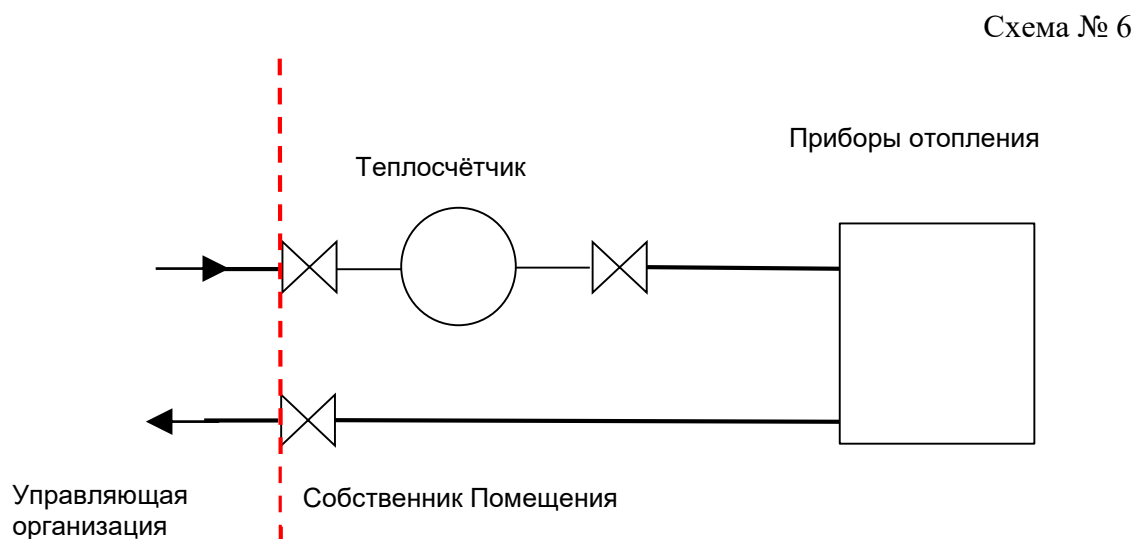 Схема № 6
Приборы отопления
Теплосчётчик
Управляющая
организация
Собственник Помещения